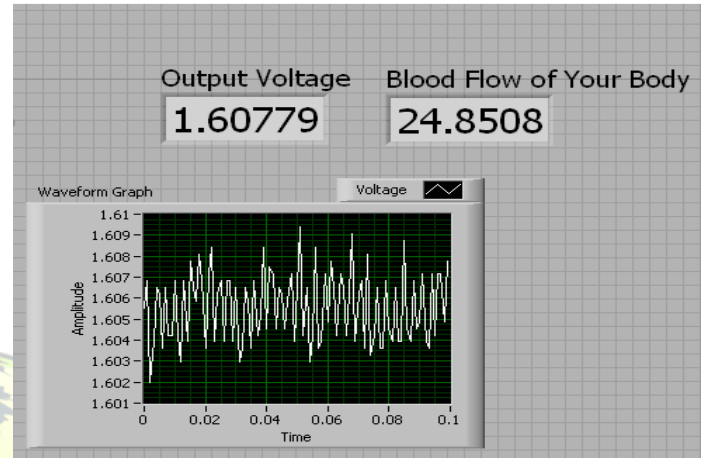 Output Voltage Blood Flow of Your Body
1.60779 24.8508
Waveform Graph Voltage
1.61
1.609
1.608
1.607
1.606
1.605
1.604
1.603
1.602
1.601
Amplitude
0 0.02 0.04 0.06 0.08 0.1
Time